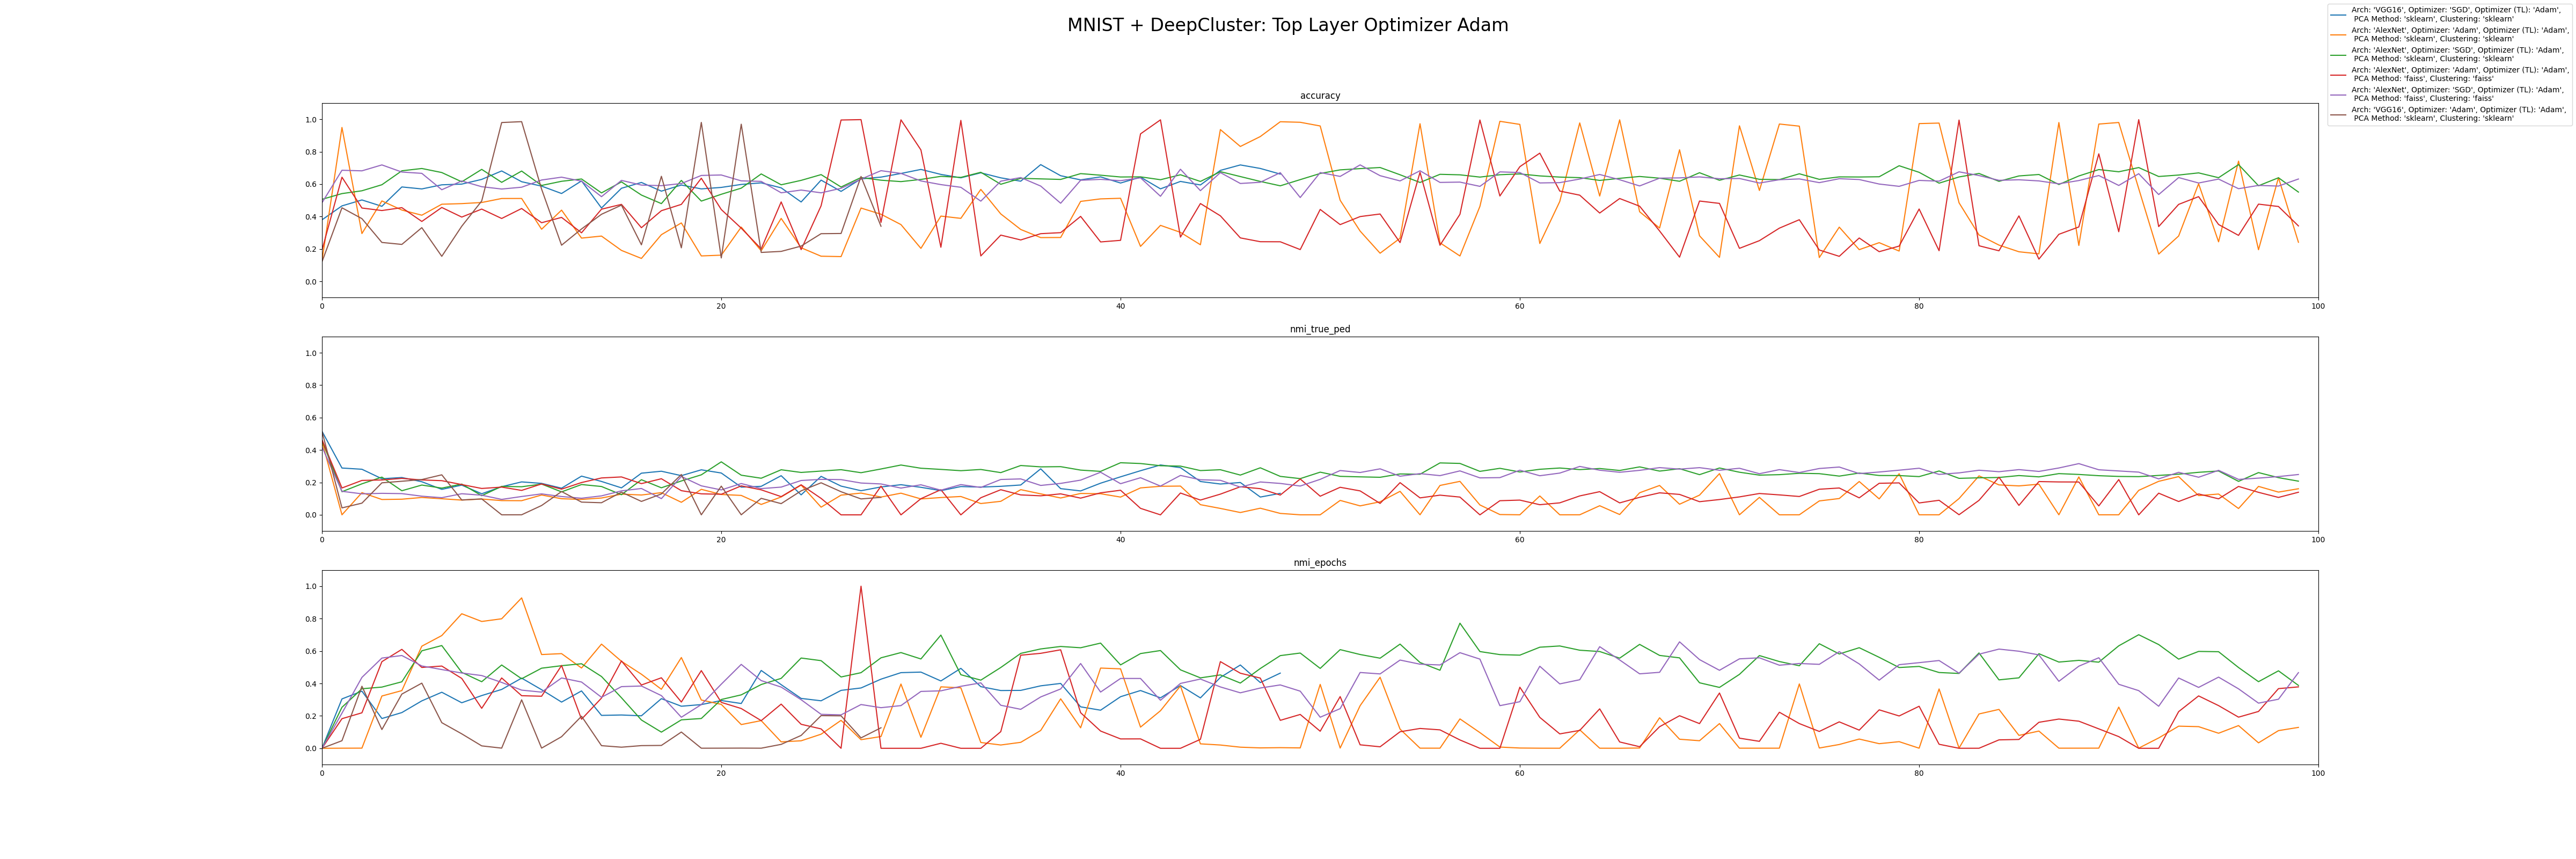 MNIST + DeepCluster: Top Layer Optimizer Adam
Arch: 'VGG16', Optimizer: 'SGD', Optimizer (TL): 'Adam',
PCA Method: 'sklearn', Clustering: 'sklearn'
Arch: 'AlexNet', Optimizer: 'Adam', Optimizer (TL): 'Adam',
PCA Method: 'sklearn', Clustering: 'sklearn'
Arch: 'AlexNet', Optimizer: 'SGD', Optimizer (TL): 'Adam',
PCA Method: 'sklearn', Clustering: 'sklearn'
Arch: 'AlexNet', Optimizer: 'Adam', Optimizer (TL): 'Adam',
PCA Method: 'faiss', Clustering: 'faiss'
Arch: 'AlexNet', Optimizer: 'SGD', Optimizer (TL): 'Adam',
PCA Method: 'faiss', Clustering: 'faiss'
Arch: 'VGG16', Optimizer: 'Adam', Optimizer (TL): 'Adam',
PCA Method: 'sklearn', Clustering: 'sklearn'
accuracy
1.0
0.8
0.6
0.4
0.2
0.0
0 20 40 60 80 100
nmi_true_ped
1.0
0.8
0.6
0.4
0.2
0.0
0 20 40 60 80 100
nmi_epochs
1.0
0.8
0.6
0.4
0.2
0.0
0 20 40 60 80 100